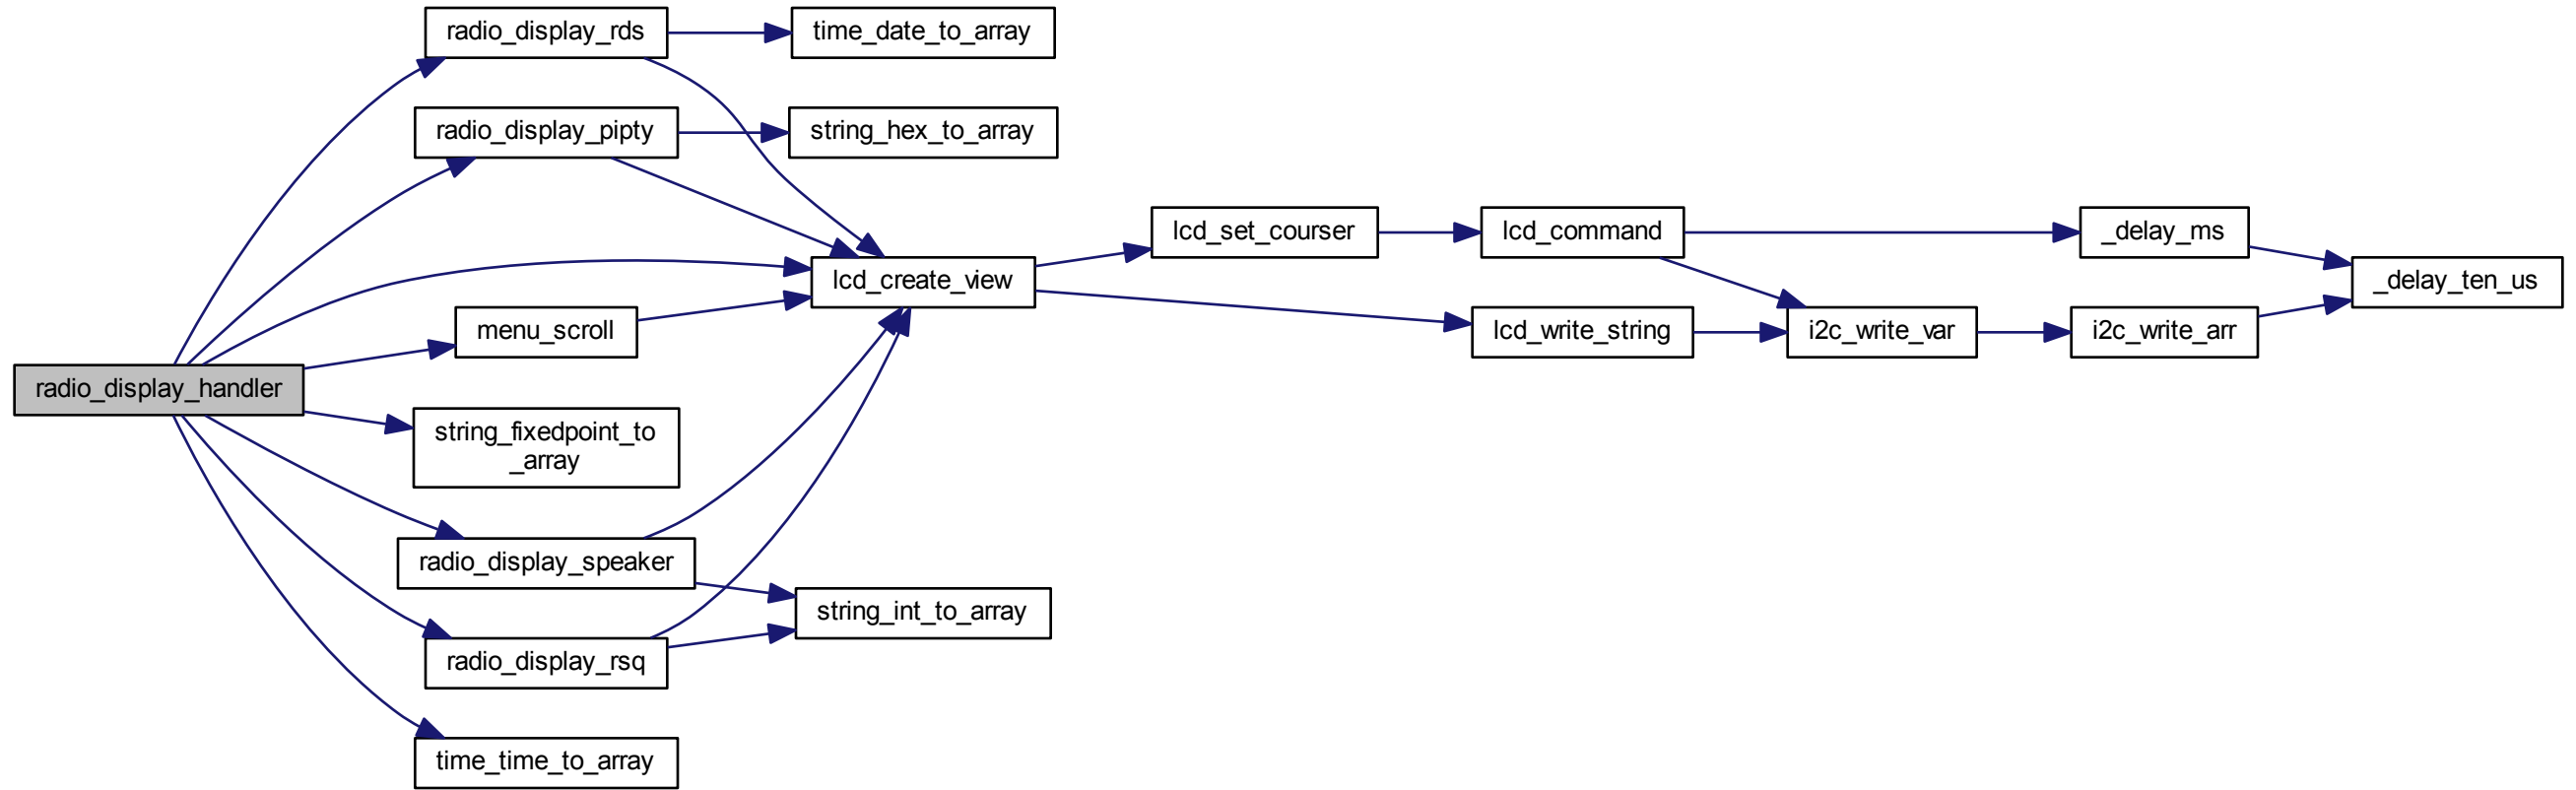 radio_display_rds
time_date_to_array
radio_display_pipty
string_hex_to_array
lcd_set_courser
lcd_command
_delay_ms
lcd_create_view
_delay_ten_us
menu_scroll
lcd_write_string
i2c_write_var
i2c_write_arr
radio_display_handler
string_fixedpoint_to
_array
radio_display_speaker
string_int_to_array
radio_display_rsq
time_time_to_array